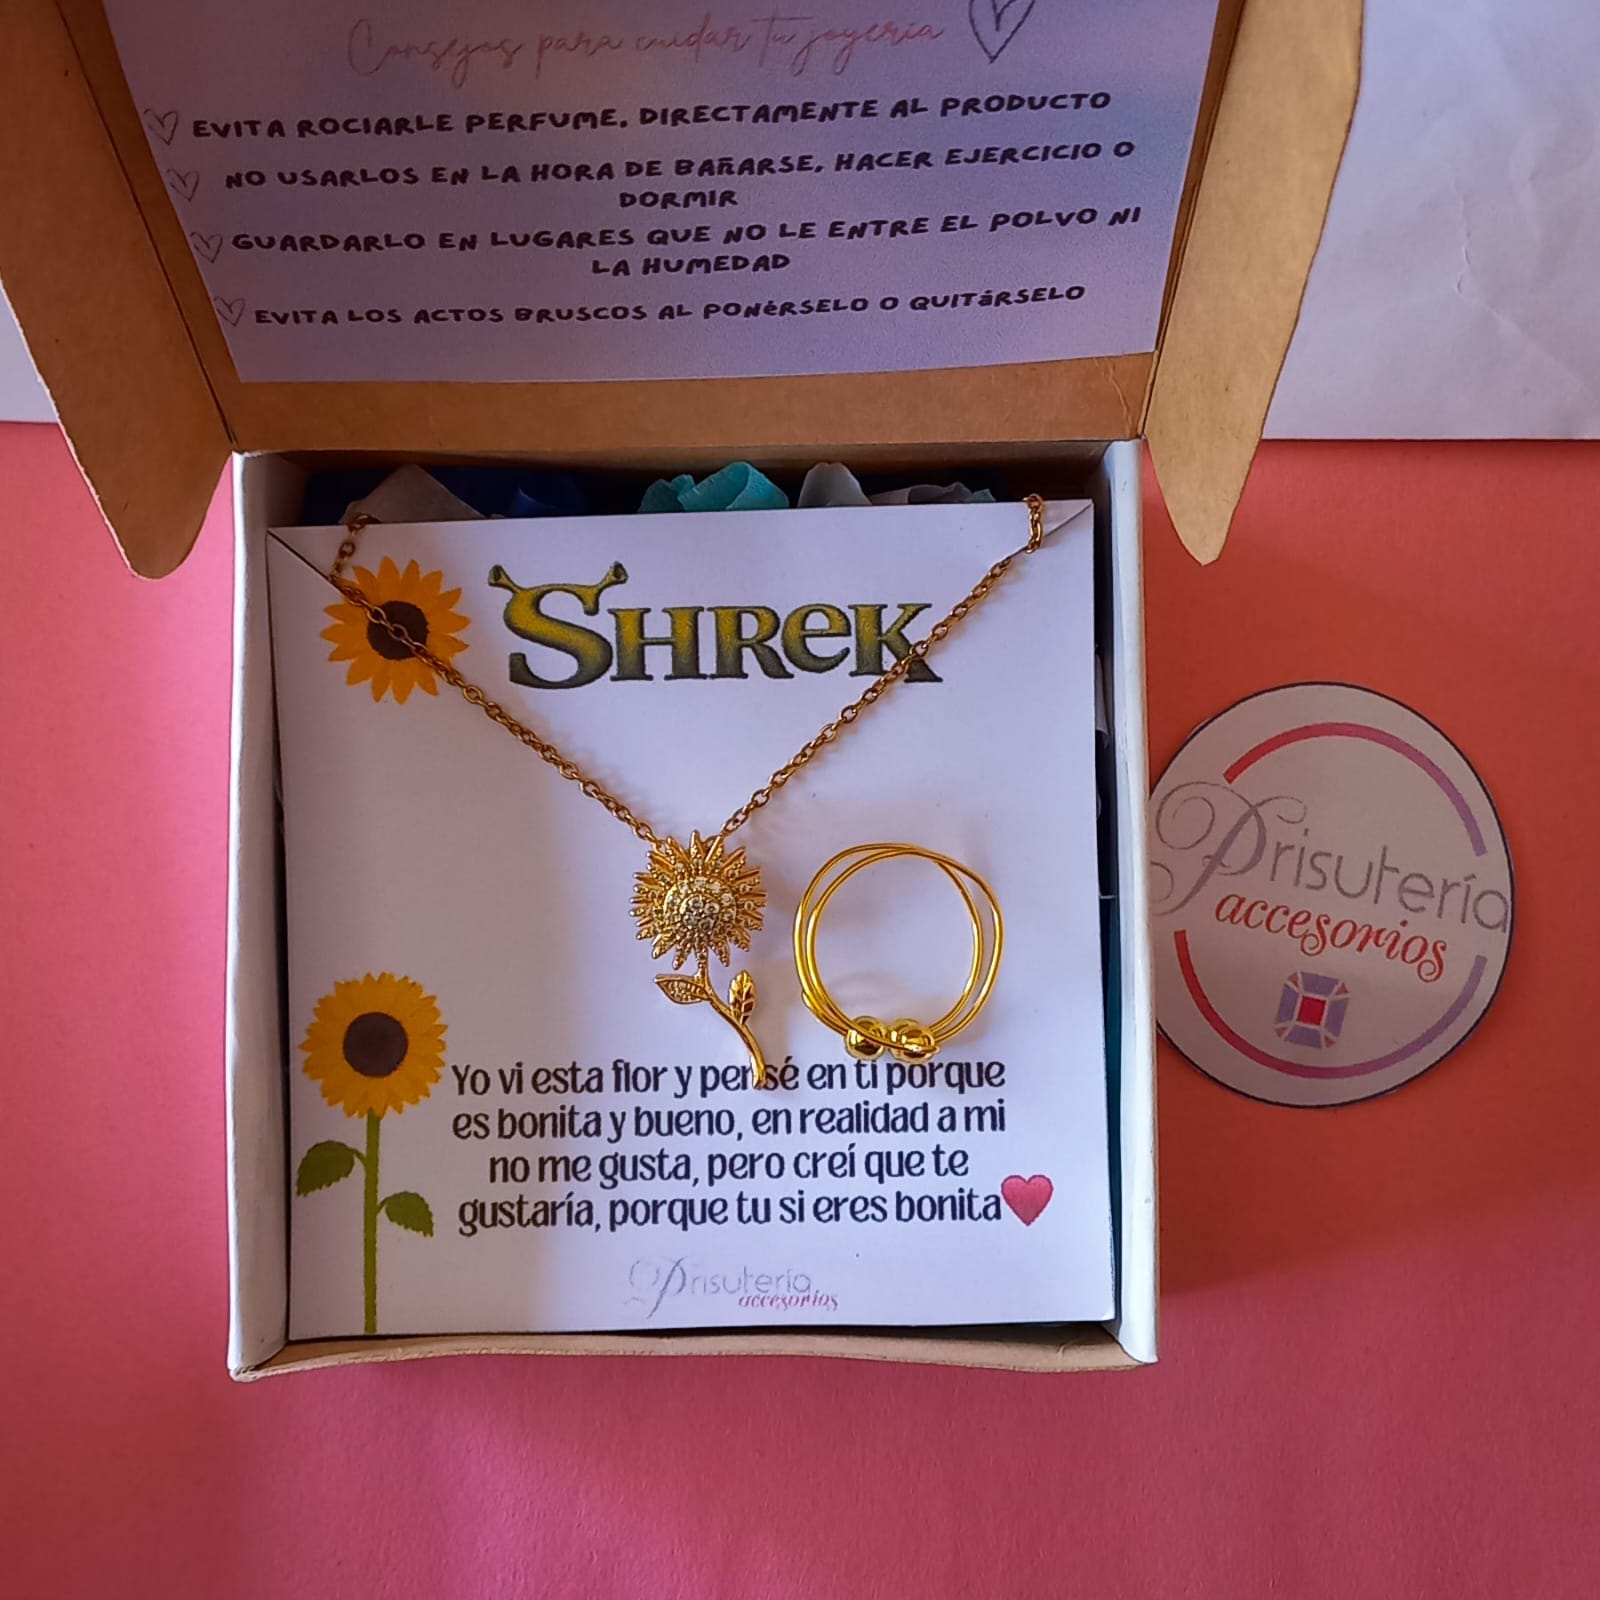 Consejos para cuidar tu joyería
EVITA ROCIARLE PERFUME, DIRECTAMENTE AL PRODUCTO
NO USARLOS EN LA HORA DE BAÑARSE, HACER EJERCICIO O
DORMIR
GUARDARLO EN LUGARES QUE NO LE ENTRE EL POLVO NI
LA HUMEDAD
EVITA LOS ACTOS BRUSCOS AL PONÉRSELO O QUITÁRSELO
SHREK
Yo vi esta flor y pensé en ti porque
es bonita y bueno, en realidad a mi
no me gusta, pero creí que te
gustaría, porque tu si eres bonita
Prisutería
accesorios
Prisutería
accesorios